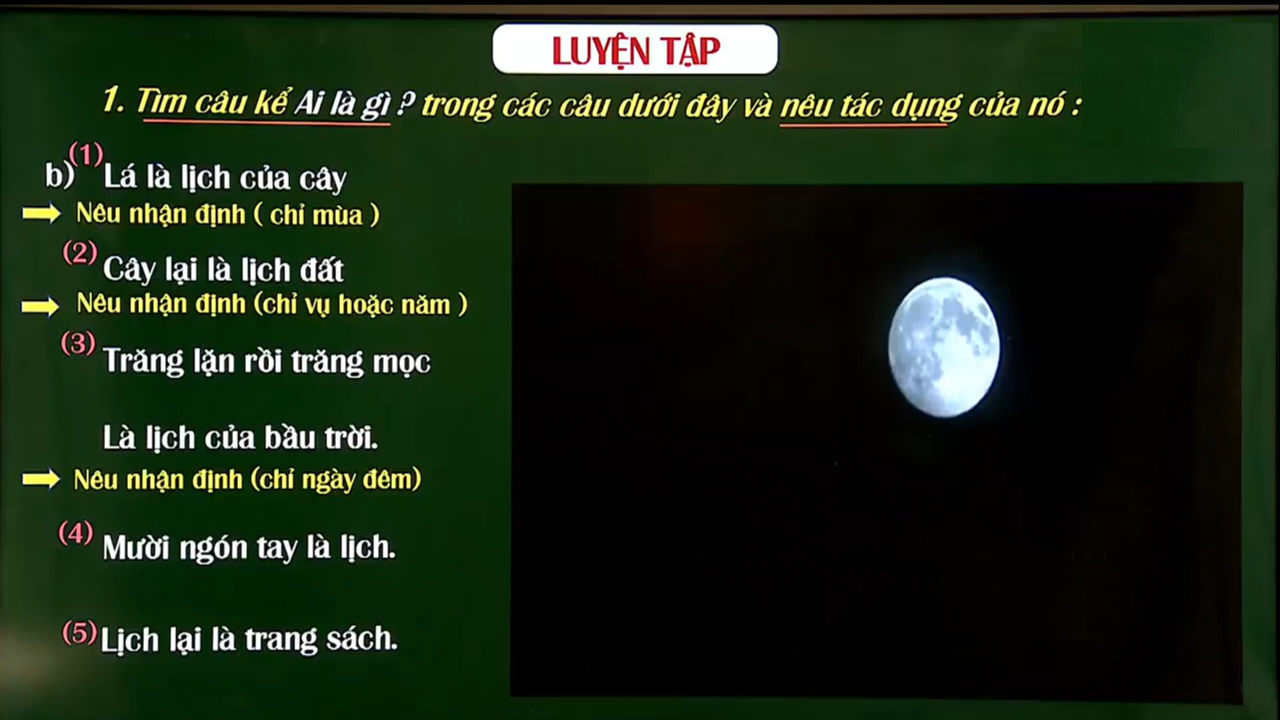 LUYỆN TẬP
1. Tìm câu kể Ai là gì ? trong các câu dưới đây và nêu tác dụng của nó :
b) (1) Lá là lịch của cây
Nêu nhận định ( chỉ mùa )
(2) Cây lại là lịch đất
Nêu nhận định (chỉ vụ hoặc năm )
(3) Trăng lặn rồi trăng mọc
Là lịch của bầu trời.
Nêu nhận định (chỉ ngày đêm)
(4) Mười ngón tay là lịch.
(5) Lịch lại là trang sách.